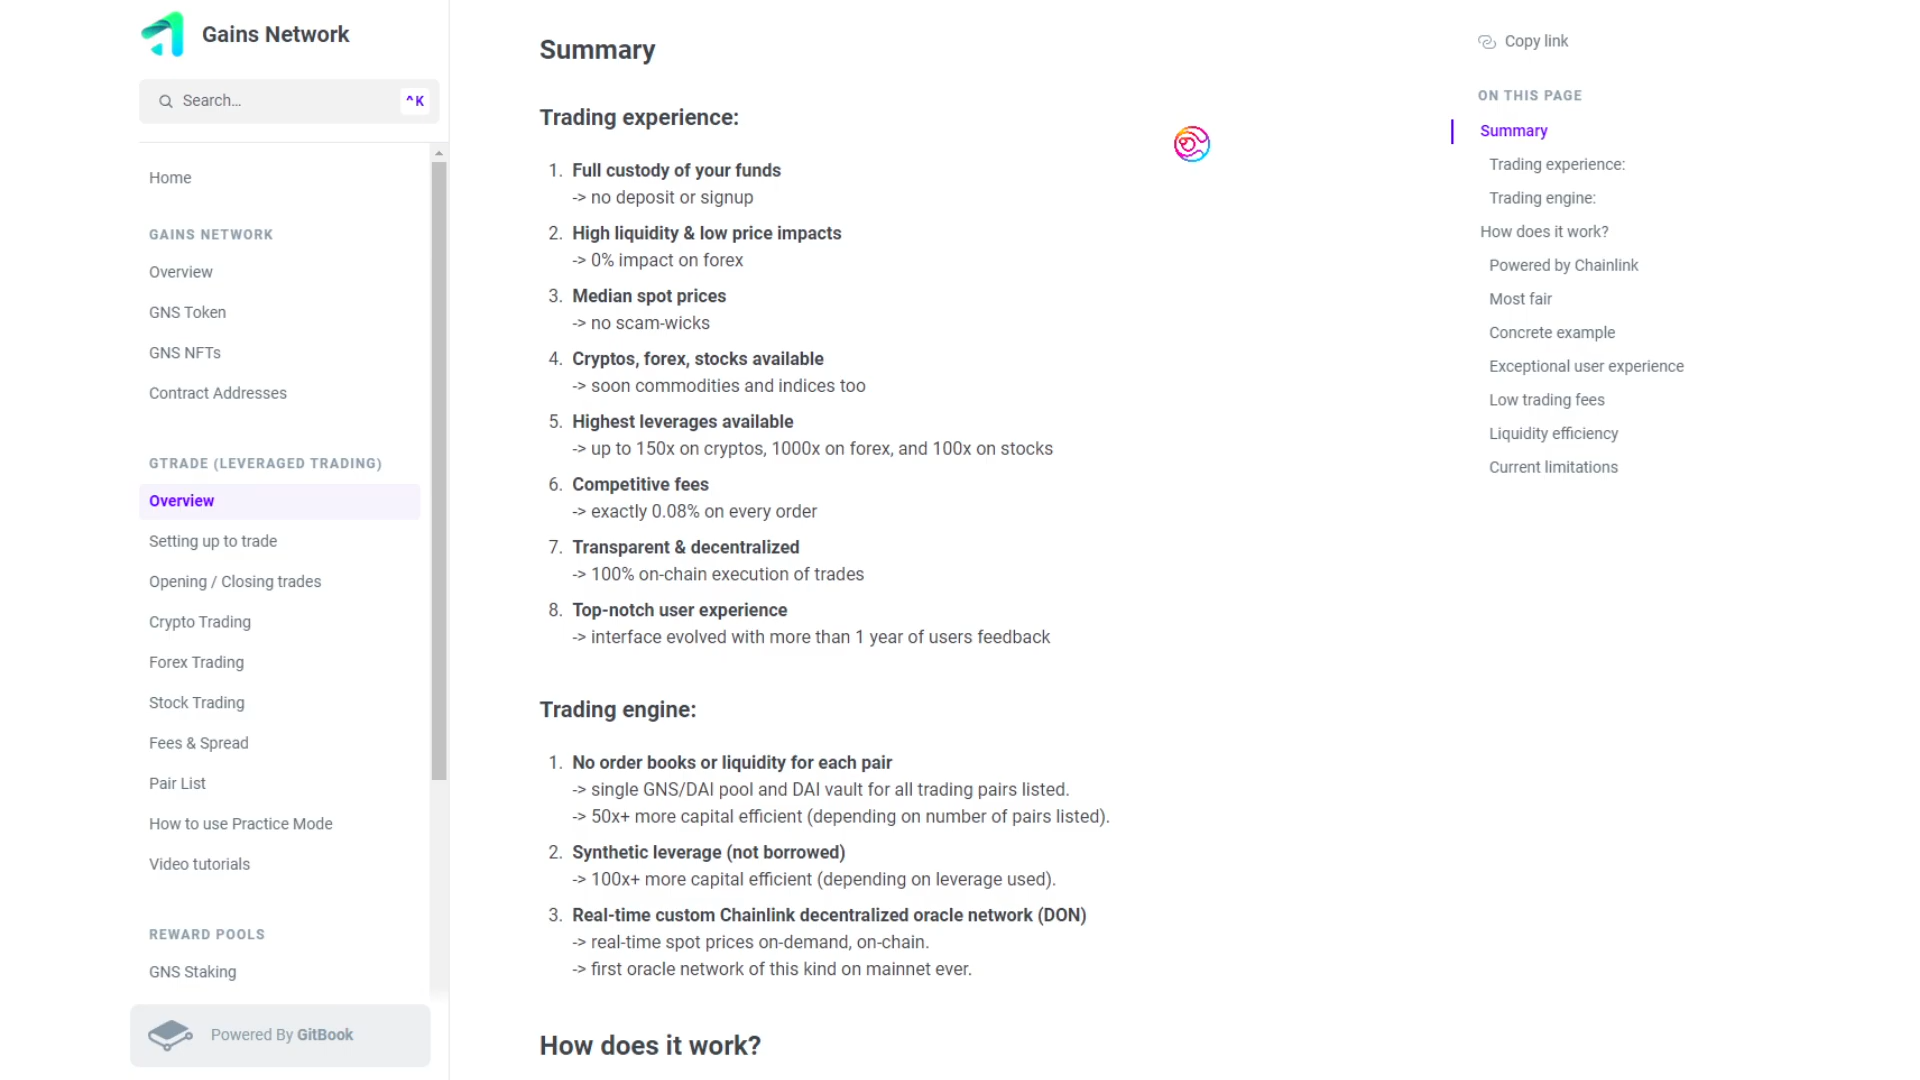 Gains Network
Search...
^K
Home
GAINS NETWORK
Overview
GNS Token
GNS NFTs
Contract Addresses
GTRADE (LEVERAGED TRADING)
Overview
Setting up to trade
Opening / Closing trades
Crypto Trading
Forex Trading
Stock Trading
Fees & Spread
Pair List
How to use Practice Mode
Video tutorials
REWARD POOLS
GNS Staking
Powered By GitBook
Summary
Trading experience:
1. Full custody of your funds
-> no deposit or signup
2. High liquidity & low price impacts
-> 0% impact on forex
3. Median spot prices
-> no scam-wicks
4. Cryptos, forex, stocks available
-> soon commodities and indices too
5. Highest leverages available
-> up to 150x on cryptos, 1000x on forex, and 100x on stocks
6. Competitive fees
-> exactly 0.08% on every order
7. Transparent & decentralized
-> 100% on-chain execution of trades
8. Top-notch user experience
-> interface evolved with more than 1 year of users feedback
Trading engine:
1. No order books or liquidity for each pair
-> single GNS/DAI pool and DAI vault for all trading pairs listed.
-> 50x+ more capital efficient (depending on number of pairs listed).
2. Synthetic leverage (not borrowed)
-> 100x+ more capital efficient (depending on leverage used).
3. Real-time custom Chainlink decentralized oracle network (DON)
-> real-time spot prices on-demand, on-chain.
-> first oracle network of this kind on mainnet ever.
How does it work?
Copy link
ON THIS PAGE
Summary
Trading experience:
Trading engine:
How does it work?
Powered by Chainlink
Most fair
Concrete example
Exceptional user experience
Low trading fees
Liquidity efficiency
Current limitations